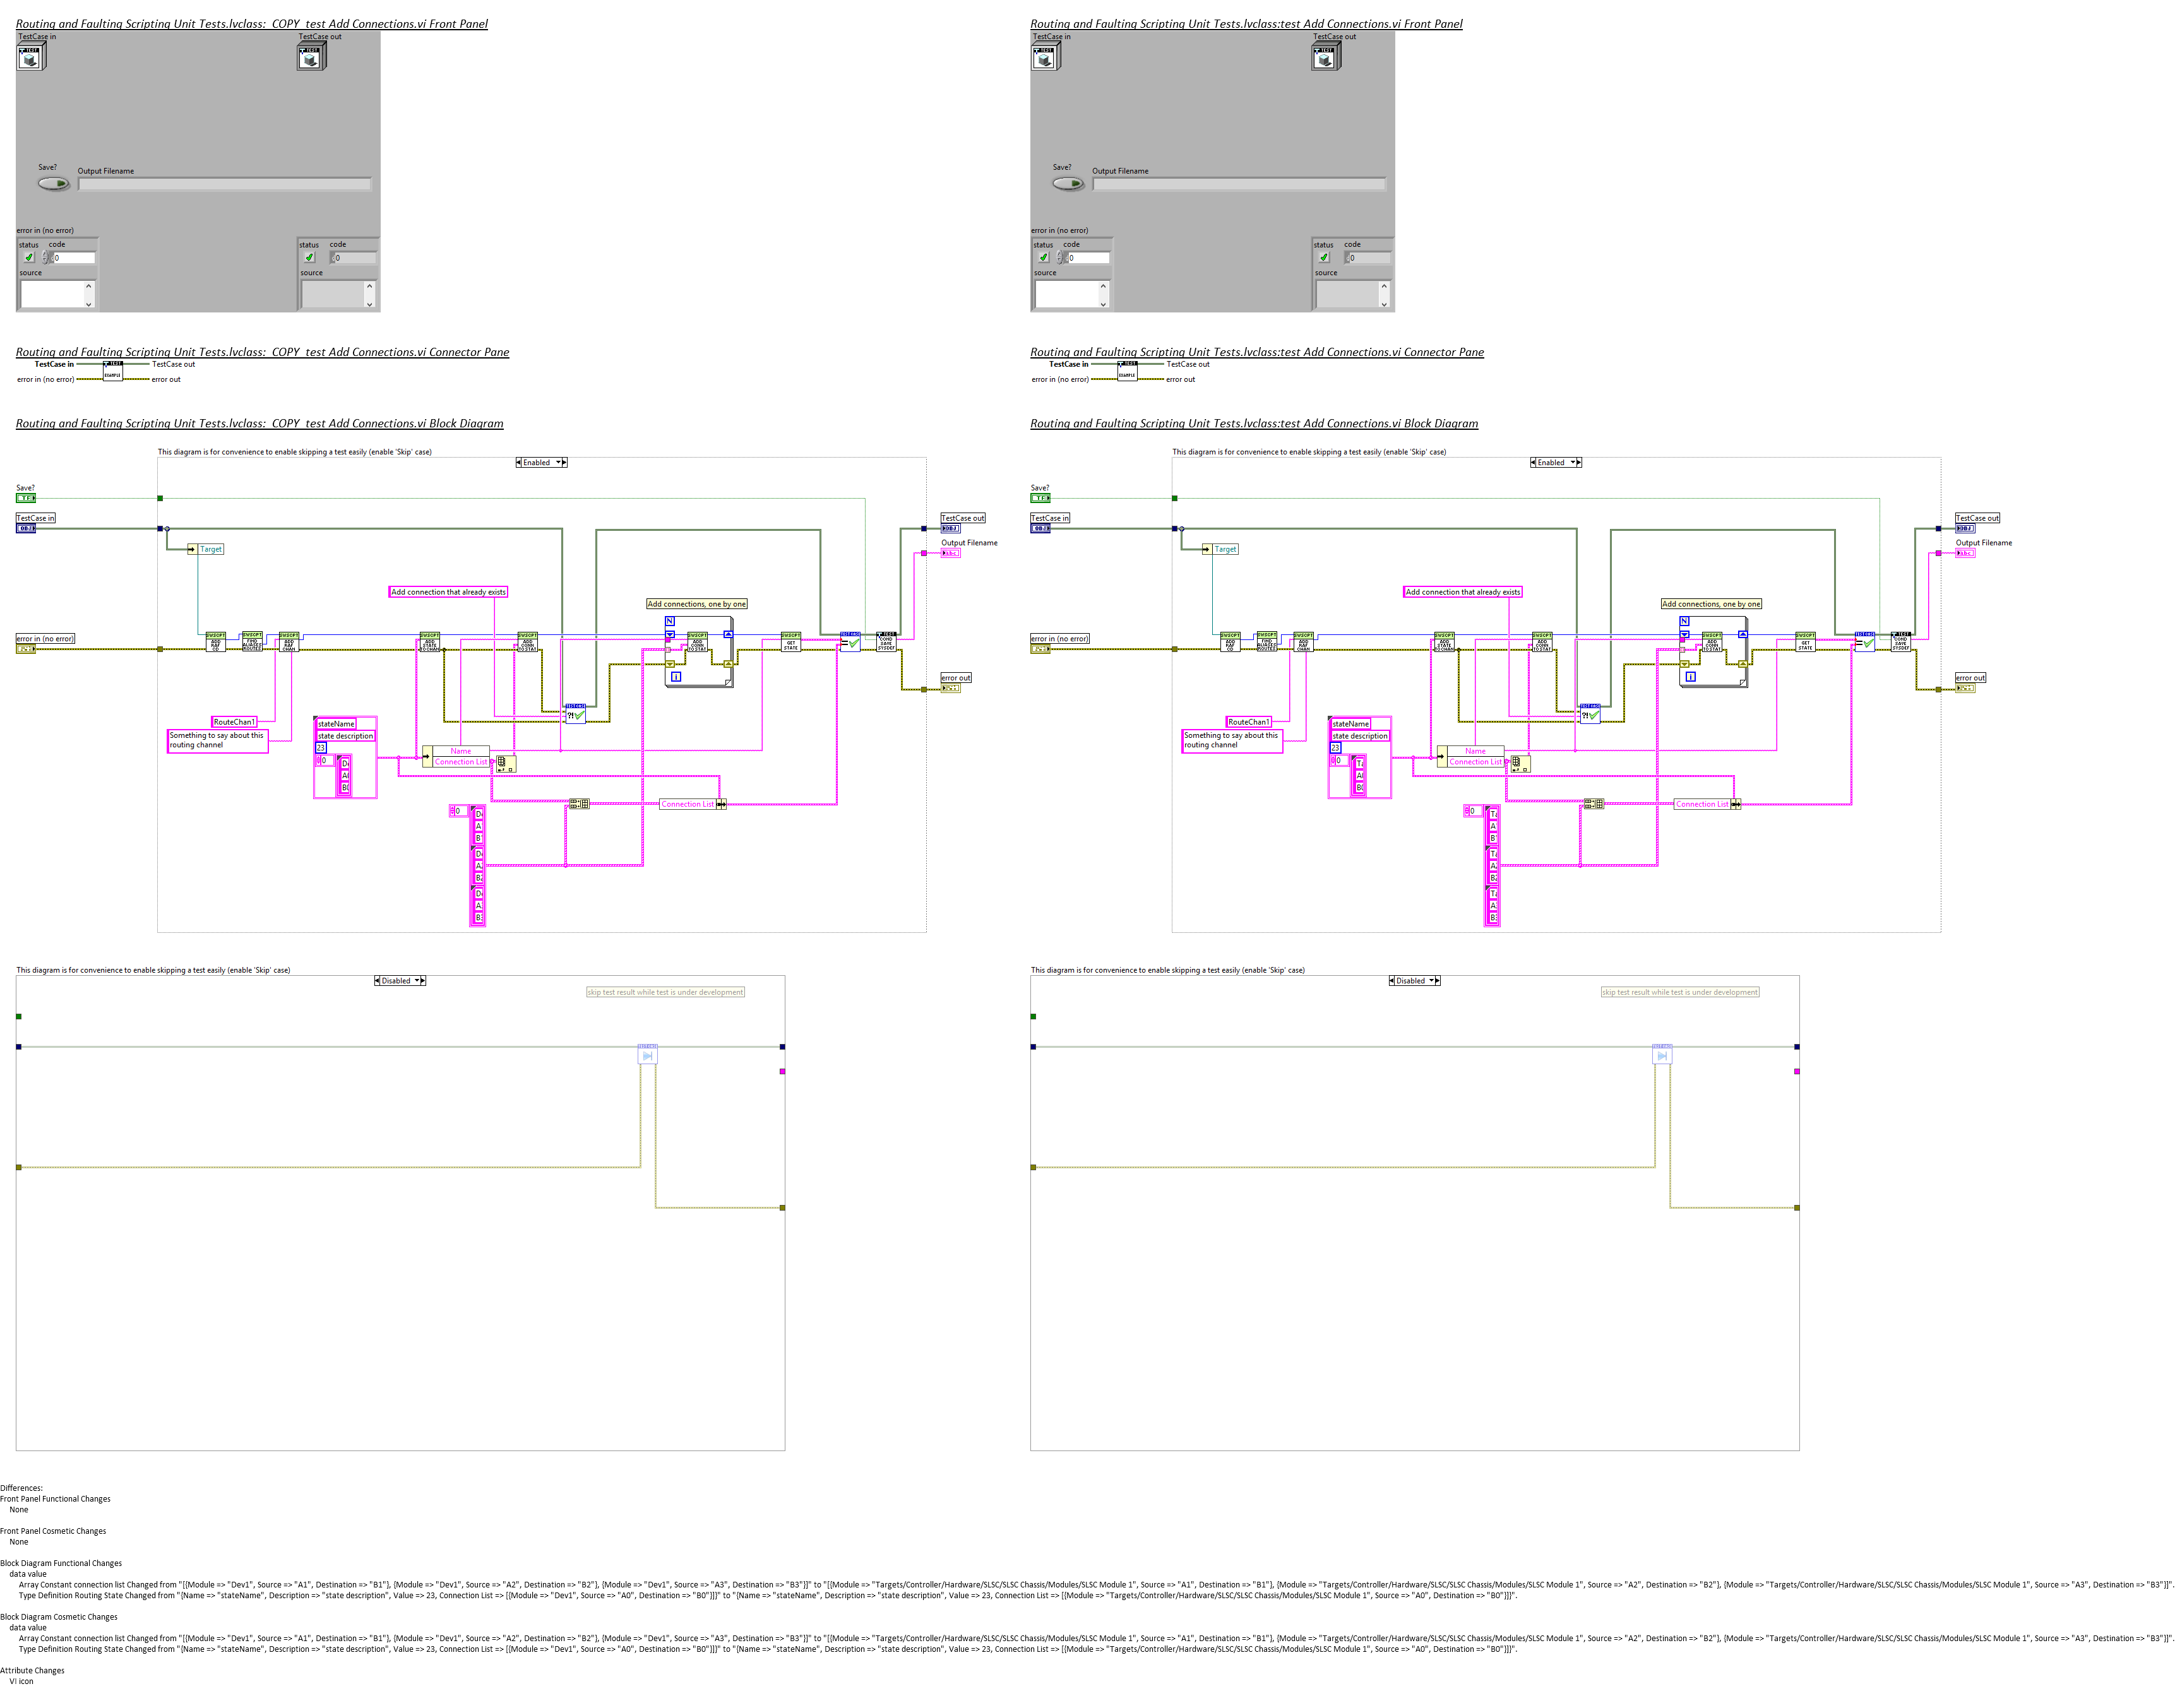 Routing and Faulting Scripting Unit Tests.lvclass:_COPY_test Add Connections.vi Front Panel
TestCase in
TestCase out
TEST
TEST
Save?
Output Filename
error in (no error)
status code
0
source
status code
0
source
Routing and Faulting Scripting Unit Tests.lvclass:_COPY_test Add Connections.vi Connector Pane
TestCase in
TestCase out
TEST
EXAMPLE
error in (no error)
error out
Routing and Faulting Scripting Unit Tests.lvclass:_COPY_test Add Connections.vi Block Diagram
This diagram is for convenience to enable skipping a test easily (enable 'Skip' case)
Enabled
Save?
TF
TestCase in
OBJ
TestCase out
OBJ
Target
Output Filename
abc
Add connection that already exists
Add connections, one by one
N
error in (no error)
i
error out
RouteChan1
Something to say about this
routing channel
stateName
state description
23
0
Name
Connection List
Connection List
0
This diagram is for convenience to enable skipping a test easily (enable 'Skip' case)
Disabled
skip test result while test is under development
Routing and Faulting Scripting Unit Tests.lvclass:test Add Connections.vi Front Panel
TestCase in
TestCase out
TEST
TEST
Save?
Output Filename
error in (no error)
status code
0
source
status code
0
source
Routing and Faulting Scripting Unit Tests.lvclass:test Add Connections.vi Connector Pane
TestCase in
TestCase out
TEST
EXAMPLE
error in (no error)
error out
Routing and Faulting Scripting Unit Tests.lvclass:test Add Connections.vi Block Diagram
This diagram is for convenience to enable skipping a test easily (enable 'Skip' case)
Enabled
Save?
TF
TestCase in
OBJ
TestCase out
OBJ
Target
Output Filename
abc
Add connection that already exists
Add connections, one by one
N
error in (no error)
i
error out
RouteChan1
Something to say about this
routing channel
stateName
state description
23
0
Name
Connection List
Connection List
0
This diagram is for convenience to enable skipping a test easily (enable 'Skip' case)
Disabled
skip test result while test is under development
Differences:
Front Panel Functional Changes
None
Front Panel Cosmetic Changes
None
Block Diagram Functional Changes
data value
Array Constant connection list Changed from "[{Module => "Dev1", Source => "A1", Destination => "B1"}, {Module => "Dev1", Source => "A2", Destination => "B2"}, {Module => "Dev1", Source => "A3", Destination => "B3"}]" to "[{Module => "Targets/Controller/Hardware/SLSC/SLSC Chassis/Modules/SLSC Module 1", Source => "A1", Destination => "B1"}, {Module => "Targets/Controller/Hardware/SLSC/SLSC Chassis/Modules/SLSC Module 1", Source => "A2", Destination => "B2"}, {Module => "Targets/Controller/Hardware/SLSC/SLSC Chassis/Modules/SLSC Module 1", Source => "A3", Destination => "B3"}]".
Type Definition Routing State Changed from "{Name => "stateName", Description => "state description", Value => 23, Connection List => [{Module => "Dev1", Source => "A0", Destination => "B0"}]}" to "{Name => "stateName", Description => "state description", Value => 23, Connection List => [{Module => "Targets/Controller/Hardware/SLSC/SLSC Chassis/Modules/SLSC Module 1", Source => "A0", Destination => "B0"}]}".
Block Diagram Cosmetic Changes
data value
Array Constant connection list Changed from "[{Module => "Dev1", Source => "A1", Destination => "B1"}, {Module => "Dev1", Source => "A2", Destination => "B2"}, {Module => "Dev1", Source => "A3", Destination => "B3"}]" to "[{Module => "Targets/Controller/Hardware/SLSC/SLSC Chassis/Modules/SLSC Module 1", Source => "A1", Destination => "B1"}, {Module => "Targets/Controller/Hardware/SLSC/SLSC Chassis/Modules/SLSC Module 1", Source => "A2", Destination => "B2"}, {Module => "Targets/Controller/Hardware/SLSC/SLSC Chassis/Modules/SLSC Module 1", Source => "A3", Destination => "B3"}]".
Type Definition Routing State Changed from "{Name => "stateName", Description => "state description", Value => 23, Connection List => [{Module => "Dev1", Source => "A0", Destination => "B0"}]}" to "{Name => "stateName", Description => "state description", Value => 23, Connection List => [{Module => "Targets/Controller/Hardware/SLSC/SLSC Chassis/Modules/SLSC Module 1", Source => "A0", Destination => "B0"}]}".
Attribute Changes
VI icon